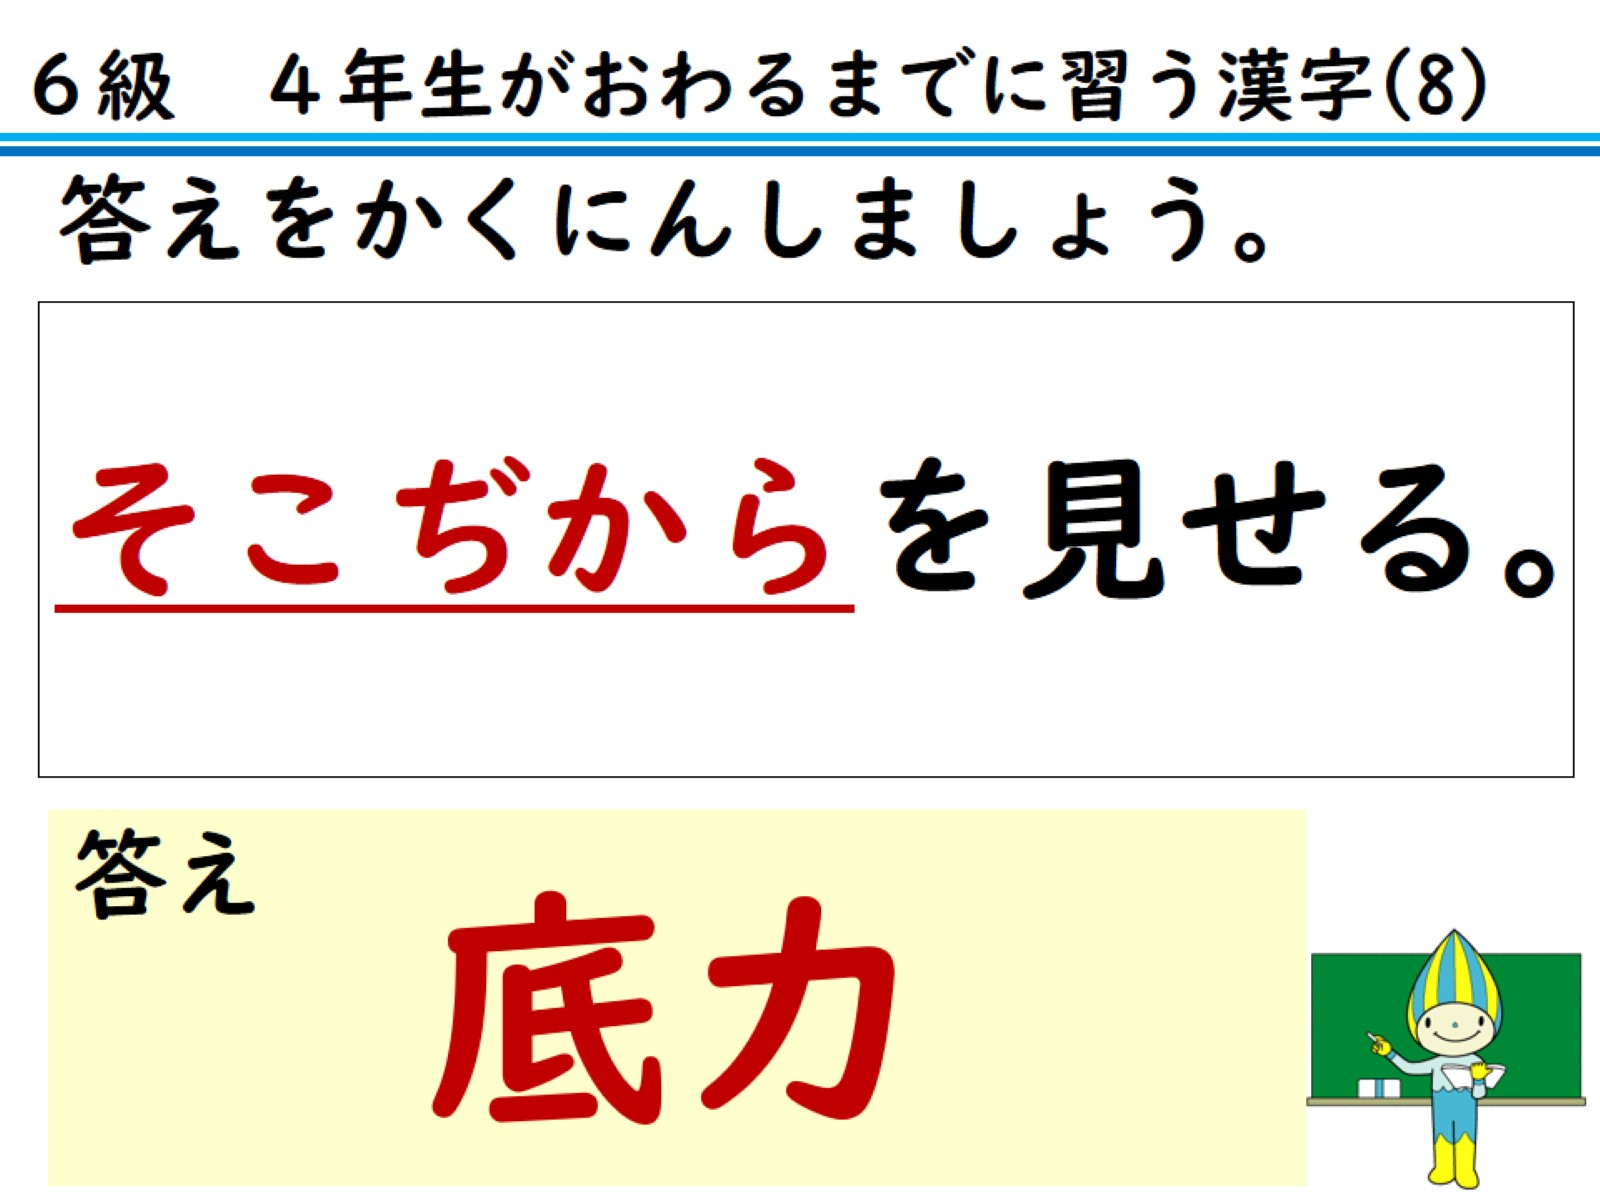 ６級　４年生がおわるまでに習う漢字(8)
答えをかくにんしましょう。
そこぢからを見せる。
答え
底力